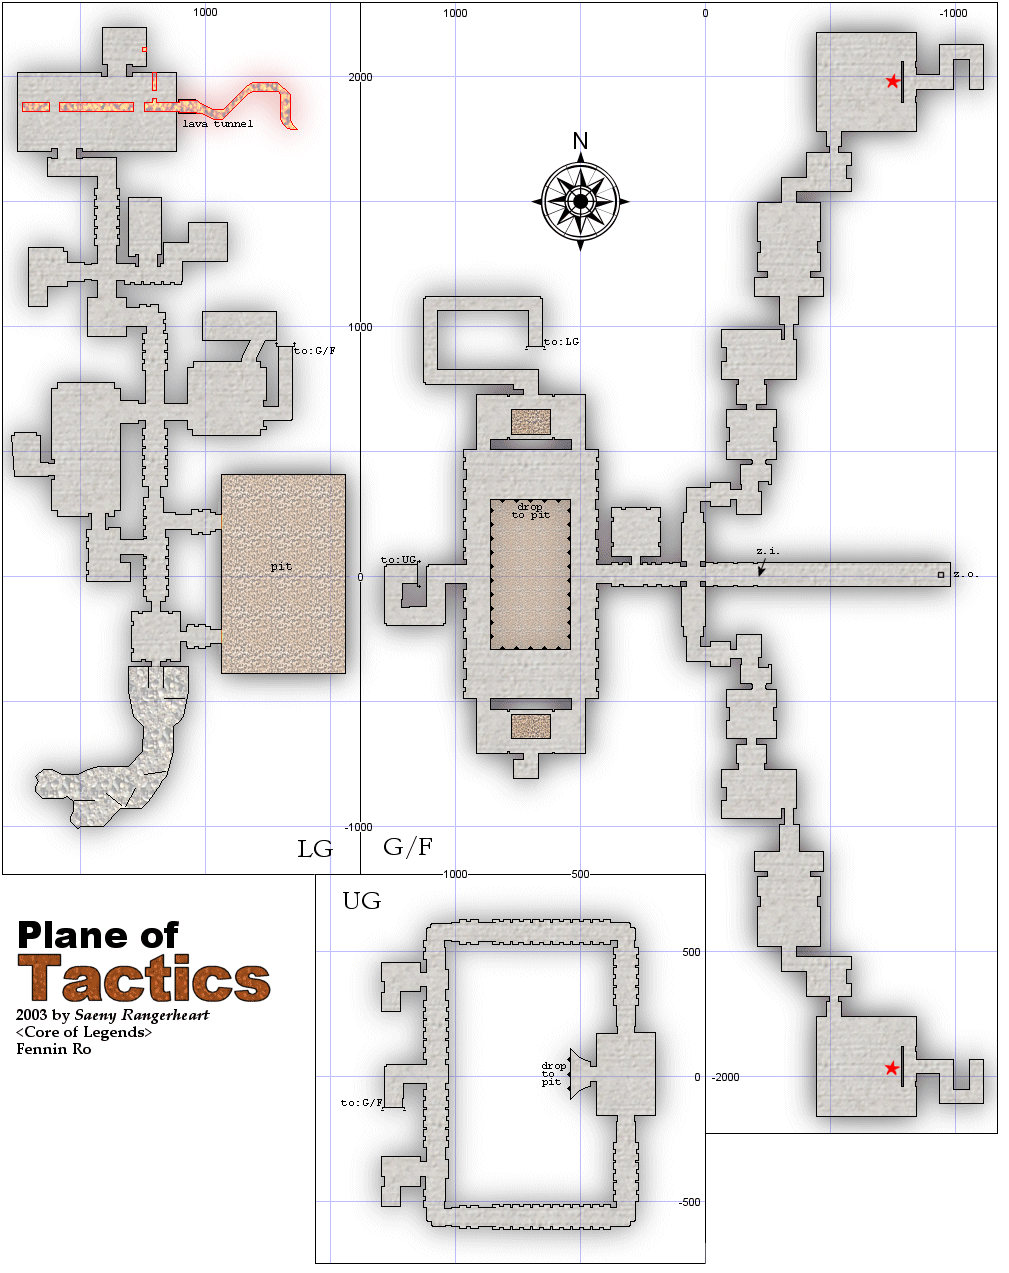 1000
1000
0
-1000
2000
lava tunnel
N
1000
to:G/F
to:LG
drop
to pit
pit
to:UG
0
z.i.
z.o.
-1000
LG
G/F
1000
500
UG
Plane of
Tactics
2003 by Saeny Rangerheart
<Core of Legends>
Fennin Ro
500
drop
to
pit
0
-2000
to:G/F
-500